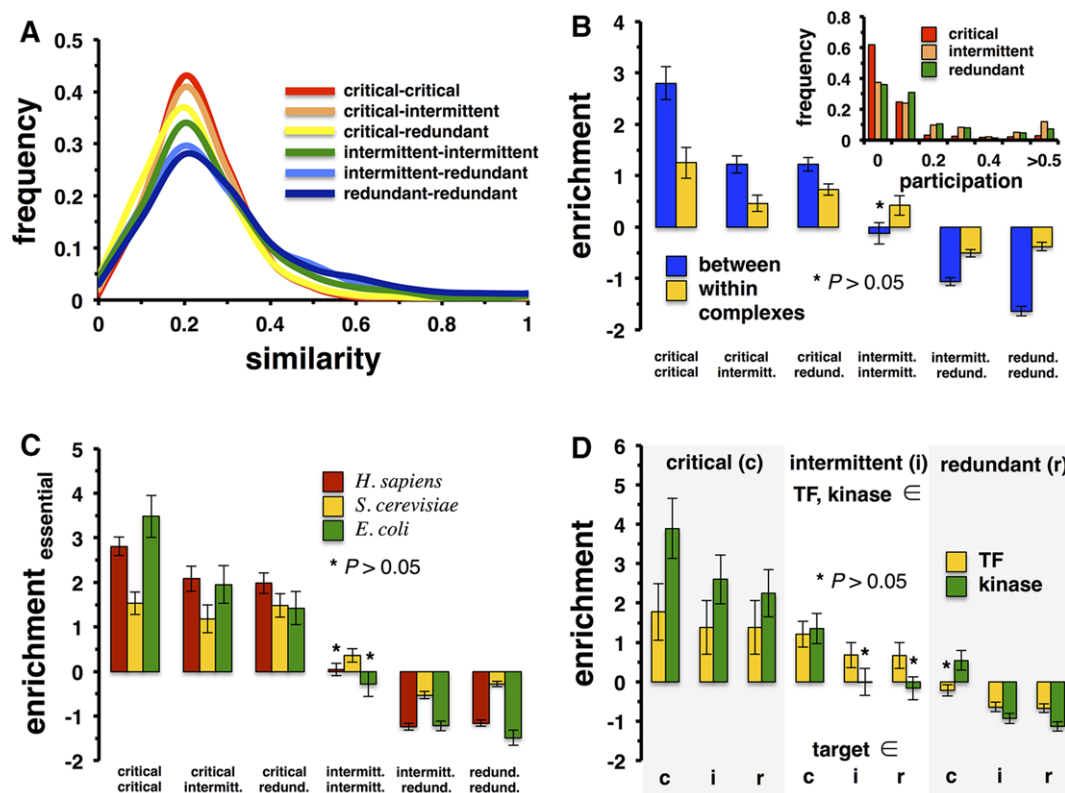 A
0.5
0.4
0.3
0.2
0.1
0
frequency
critical-critical
critical-intermittent
critical-redundant
intermittent-intermittent
intermittent-redundant
redundant-redundant
0 0.2 0.4 0.6 0.8 1
similarity
B
4
3
2
1
0
-1
-2
enrichment
0.8
0.4
0
frequency
critical
intermittent
redundant
0 0.2 0.4 >0.5
participation
*
between
within
complexes
* P > 0.05
critical critical critical intermitt. intermitt. redund.
critical intermitt. redund. intermitt. redund. redund.
C
5
4
3
2
1
0
-1
-2
enrichment essential
H. sapiens
S. cerevisiae
E. coli
* P > 0.05
* *
critical critical critical intermitt. intermitt. redund.
critical intermitt. redund. intermitt. redund. redund.
D
6
5
4
3
2
1
0
-1
-2
enrichment
critical (c) intermittent (i) redundant (r)
TF, kinase ∈
* P > 0.05
TF
kinase
* * *
target ∈
c i r c i r c i r